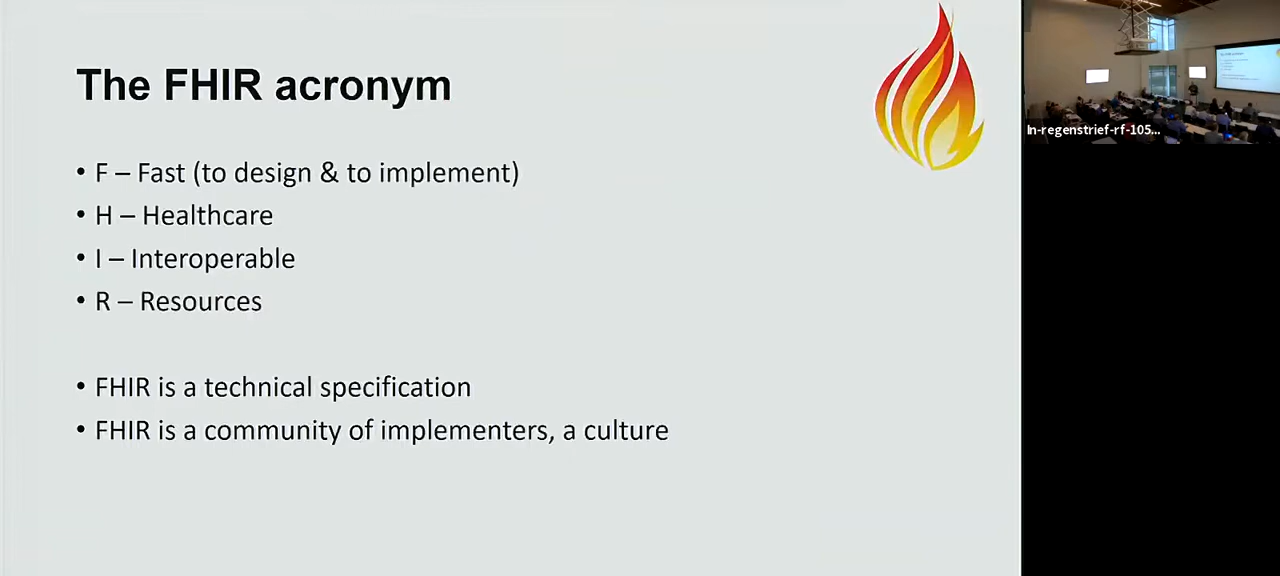 The FHIR acronym
• F – Fast (to design & to implement)
• H – Healthcare
• I – Interoperable
• R – Resources
• FHIR is a technical specification
• FHIR is a community of implementers, a culture
In-regenstrief-rf-105...